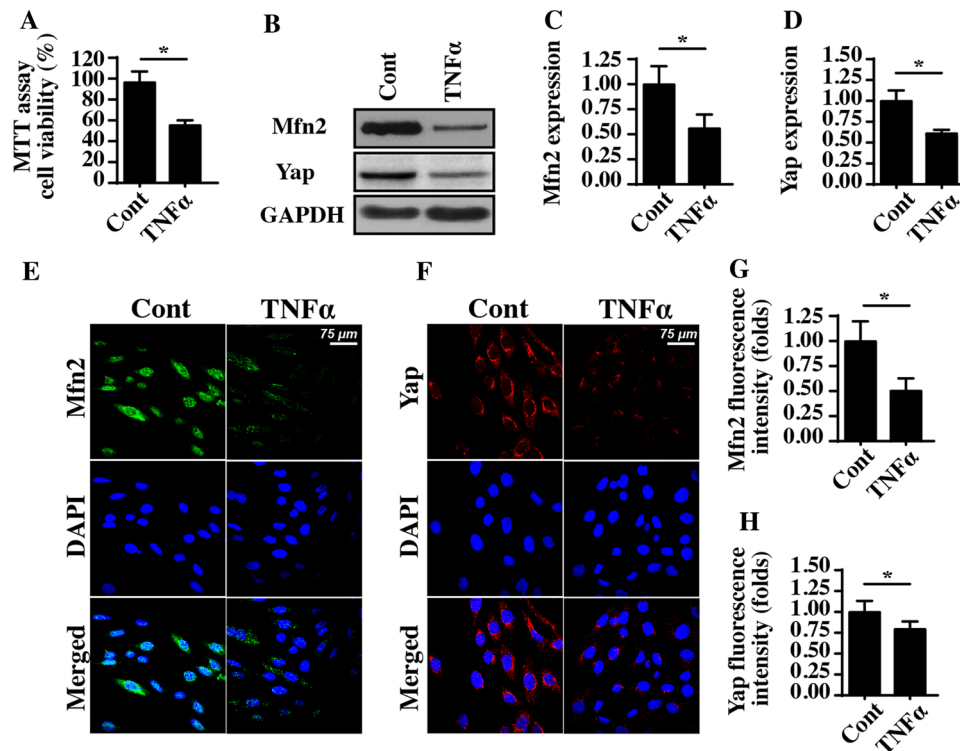 A
MTT assay
cell viability (%)
120
100
80
60
40
20
0
*
Cont
TNFα
B
Cont
TNFα
Mfn2
Yap
GAPDH
C
Mfn2 expression
1.25
1.00
0.75
0.50
0.25
0.00
*
Cont
TNFα
D
Yap expression
1.50
1.25
1.00
0.75
0.50
0.25
0.00
*
Cont
TNFα
E
Cont
TNFα
75 µm
Mfn2
DAPI
Merged
F
Cont
TNFα
75 µm
Yap
DAPI
Merged
G
Mfn2 fluorescence
intensity (folds)
1.25
1.00
0.75
0.50
0.25
0.00
*
Cont
TNFα
H
Yap fluorescence
intensity (folds)
1.50
1.25
1.00
0.75
0.50
0.25
0.00
*
Cont
TNFα